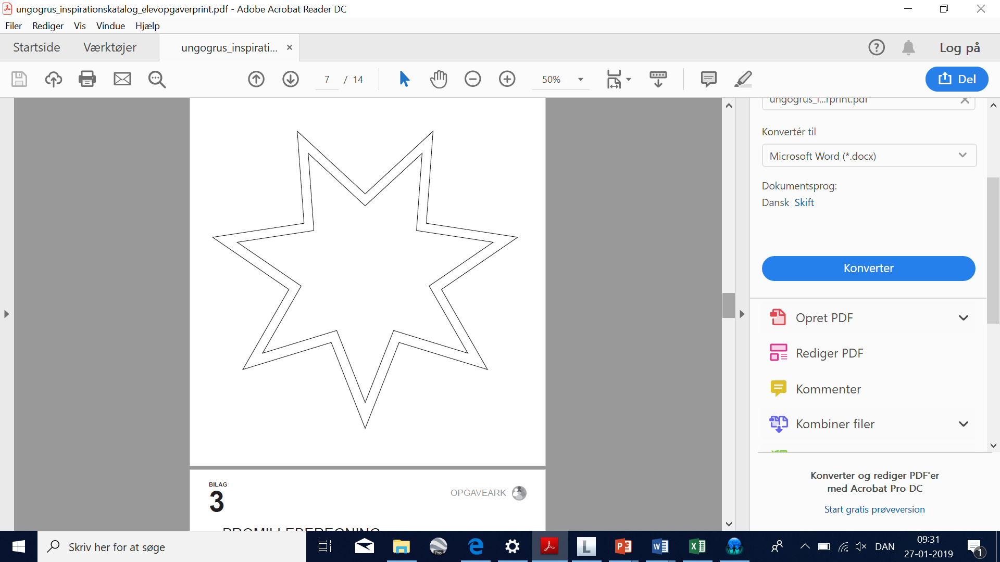 ungogrus_inspirationskatalog_elevopgaverprint.pdf - Adobe Acrobat Reader DC
Filer Rediger Vis Vindue Hjælp
Startside Værktøjer ungogrus_inspirati... Log på
7 / 14 50% Del
ungogrus_i...rprint.pdf
Konvertér til
Microsoft Word (*.docx)
Dokumentsprog:
Dansk Skift
Konverter
Opret PDF
Rediger PDF
Kommenter
Kombiner filer
Konverter og rediger PDF'er
med Acrobat Pro DC
Start gratis prøveversion
BILAG
3
OPGAVEARK
PROMILLEBEREGNING
Skriv her for at søge
Pro
DAN
09:31
27-01-2019
1